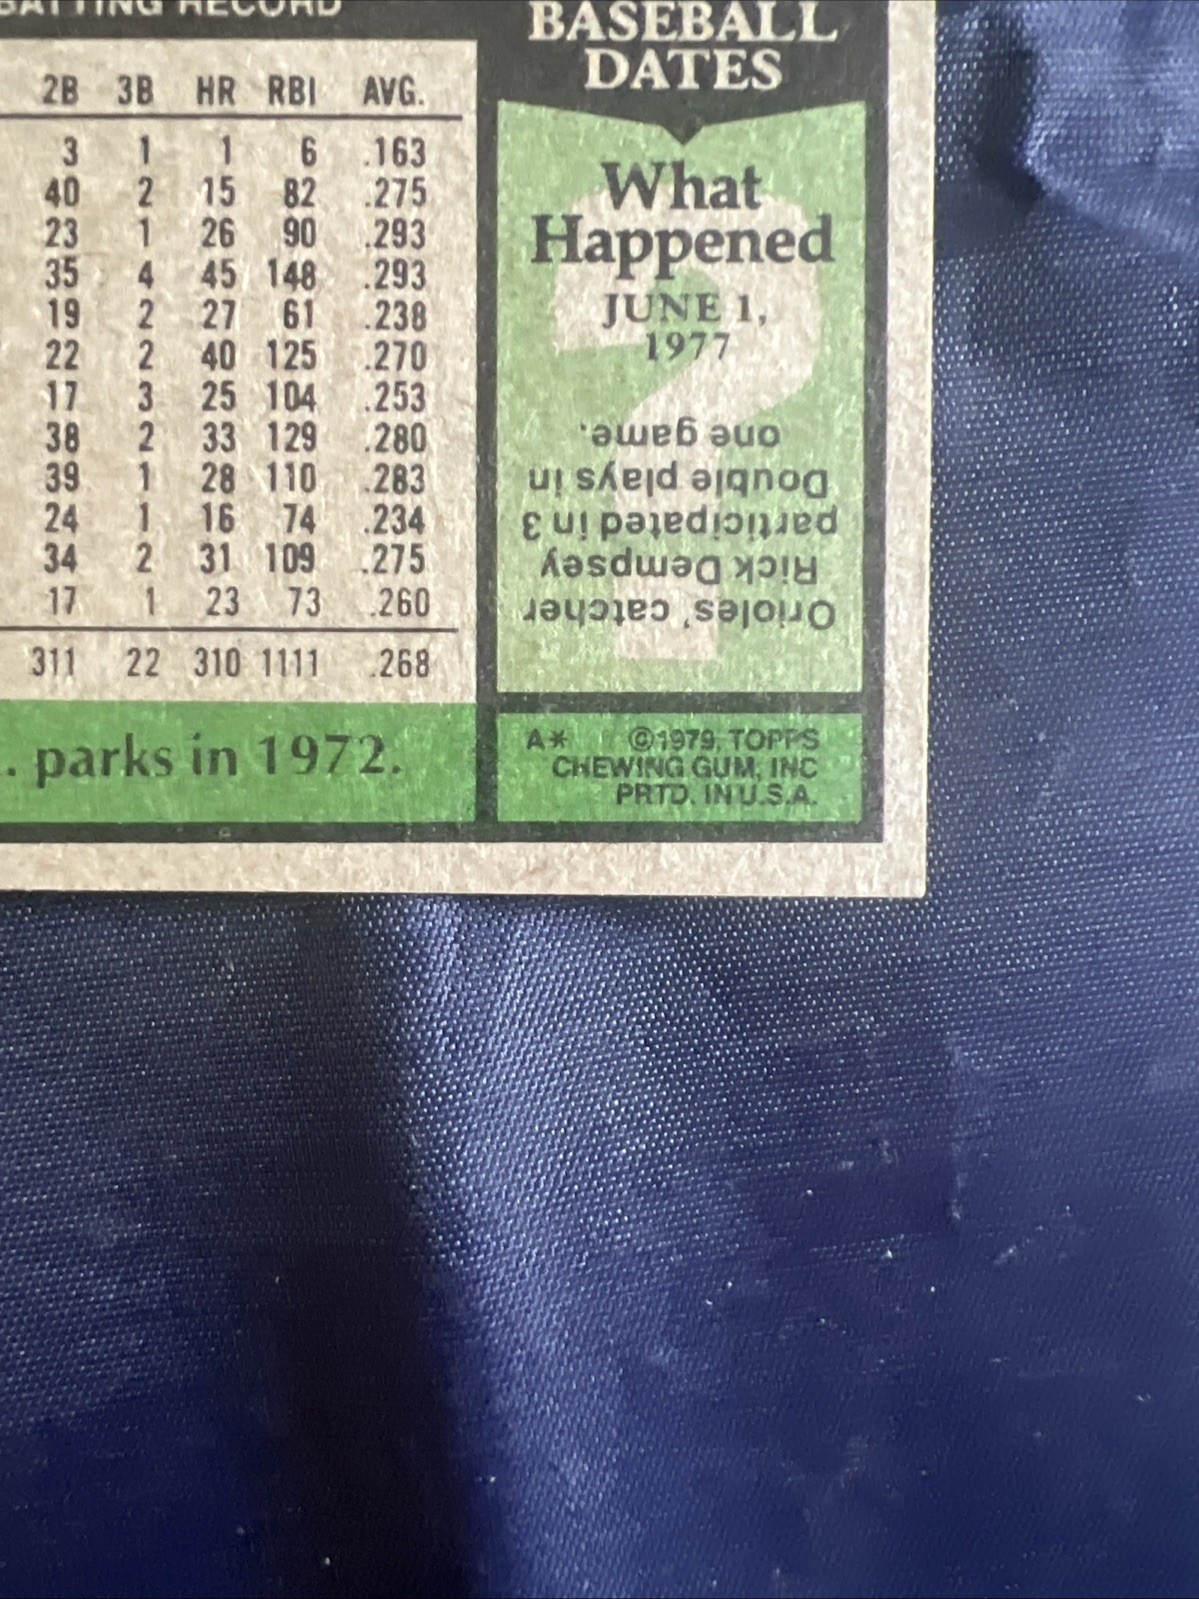 BATTING RECORD
2B 3B HR RBI AVG.
3 1 1 6 .163
40 2 15 82 .275
23 1 26 90 .293
35 4 45 148 .293
19 2 27 61 .238
22 2 40 125 .270
17 3 25 104 .253
38 2 33 129 .280
39 1 28 110 .283
24 1 16 74 .234
34 2 31 109 .275
17 1 23 73 .260
311 22 310 1111 .268
. parks in 1972.
BASEBALL
DATES
What
Happened
JUNE 1,
1977
Orioles' catcher
Rick Dempsey
participated in 3
Double plays in
one game.
A* ©1979, TOPPS
CHEWING GUM, INC
PRTD. IN U.S.A.